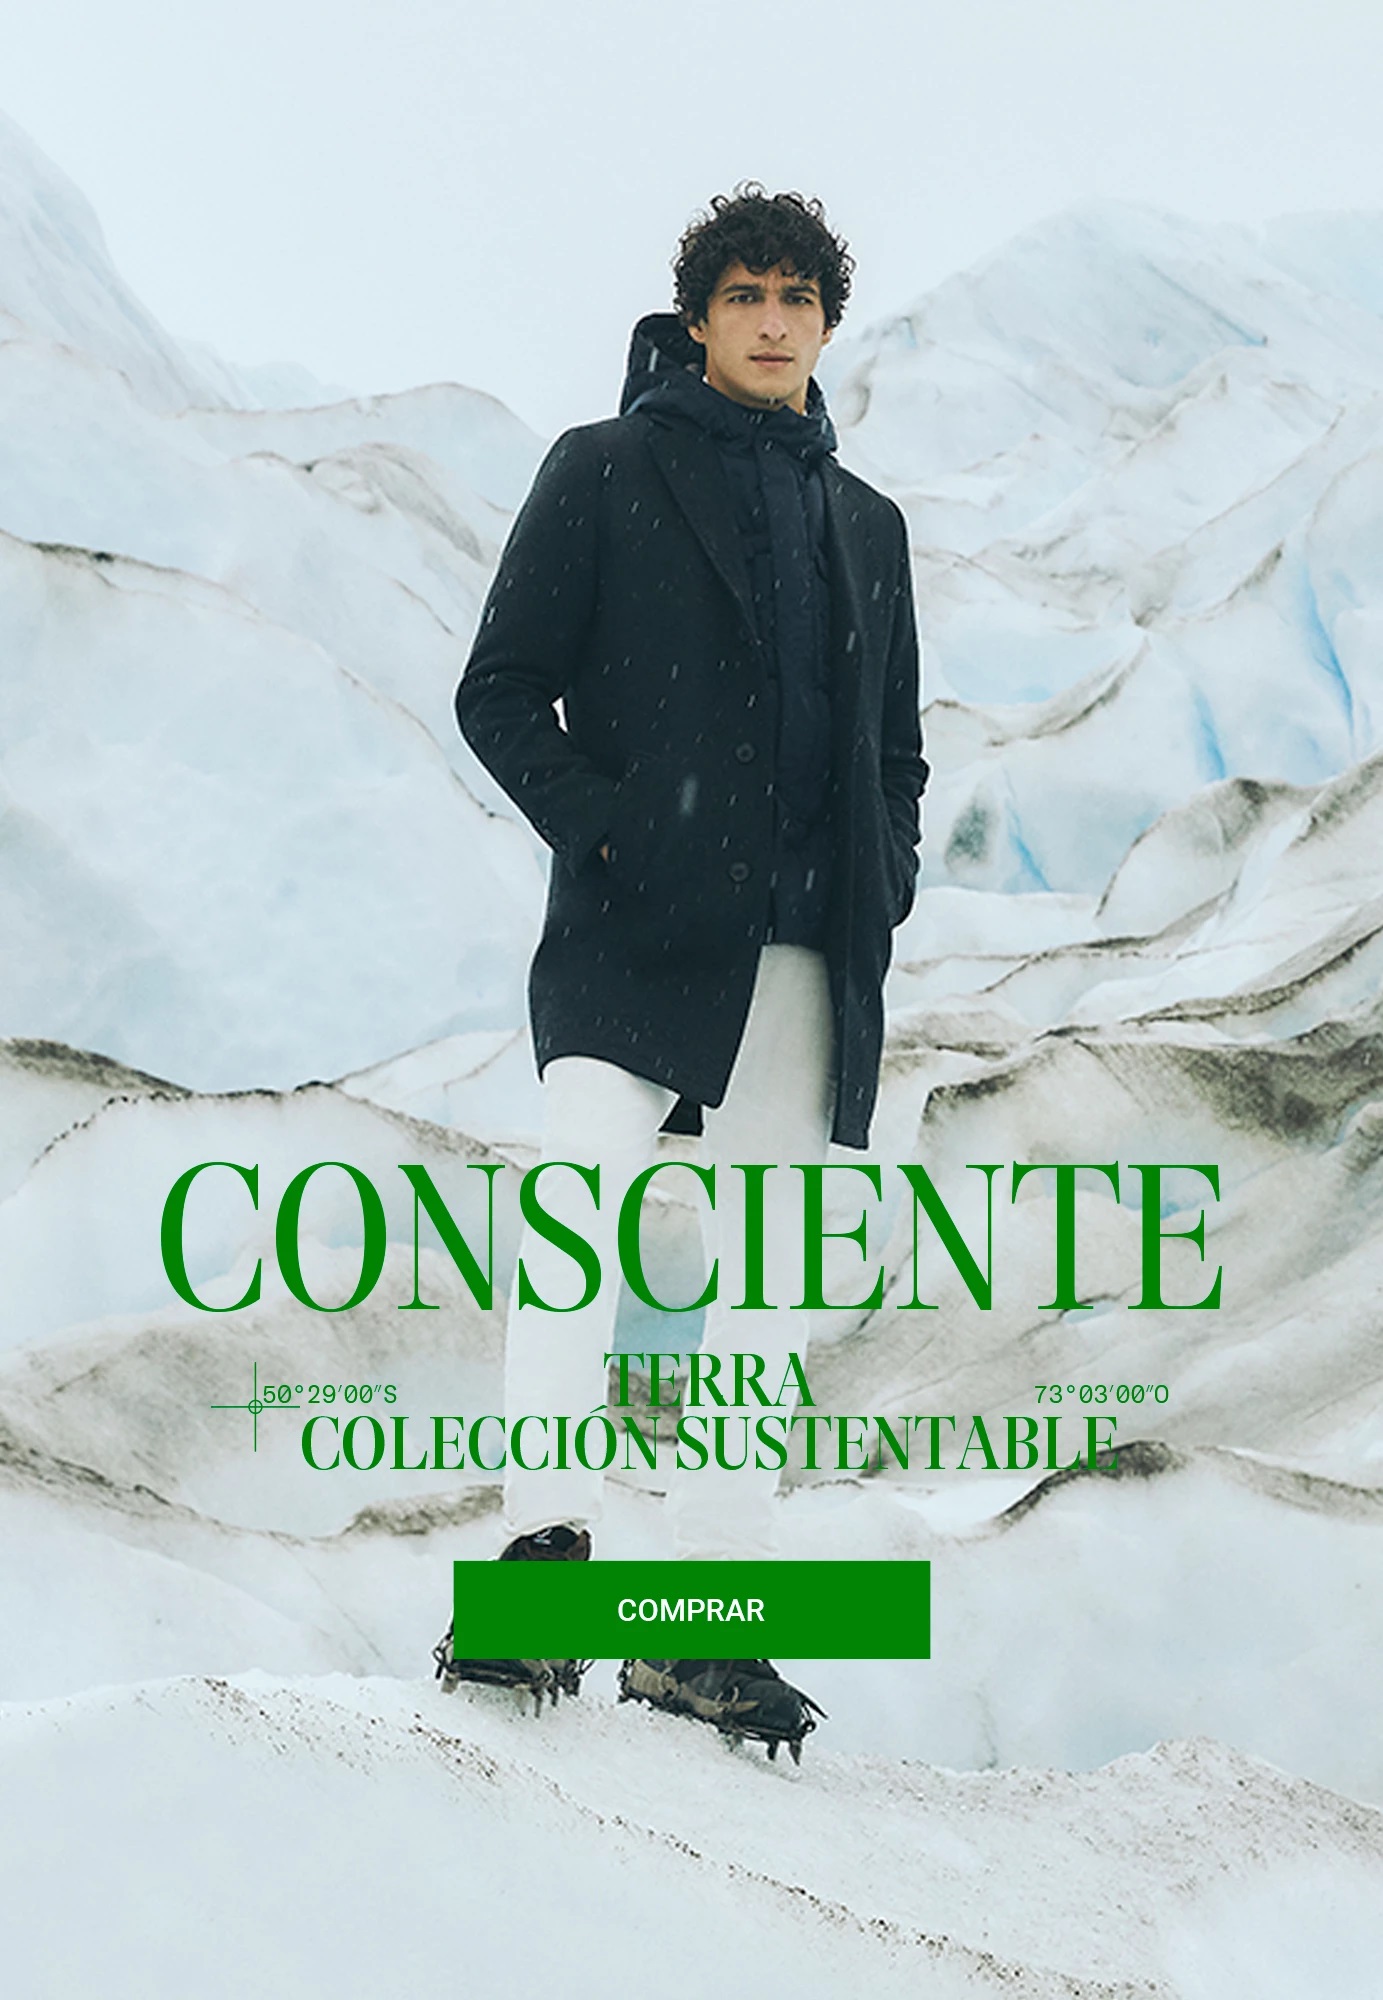 CONSCIENTE
TERRA
50°29'00"S
73°03'00"O
COLECCIÓN SUSTENTABLE
COMPRAR